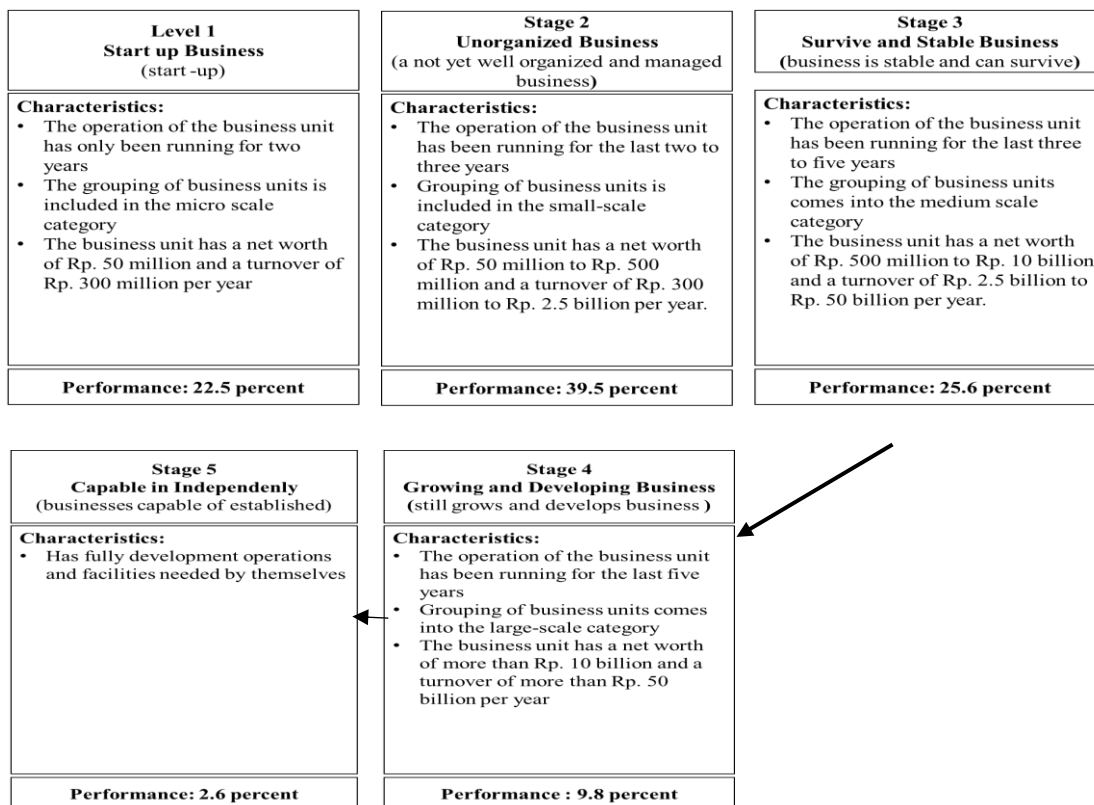 Level 1
Start up Business
(start -up)
Characteristics:
• The operation of the business unit
has only been running for two
years
• The grouping of business units is
included in the micro scale
category
• The business unit has a net worth
of Rp. 50 million and a turnover of
Rp. 300 million per year
Performance: 22.5 percent
Stage 2
Unorganized Business
(a not yet well organized and managed
business)
Characteristics:
• The operation of the business unit
has been running for the last two to
three years
• Grouping of business units is
included in the small-scale
category
• The business unit has a net worth
of Rp. 50 million to Rp. 500
million and a turnover of Rp. 300
million to Rp. 2.5 billion per year.
Performance: 39.5 percent
Stage 3
Survive and Stable Business
(business is stable and can survive)
Characteristics:
• The operation of the business unit
has been running for the last three
to five years
• The grouping of business units
comes into the medium scale
category
• The business unit has a net worth
of Rp. 500 million to Rp. 10 billion
and a turnover of Rp. 2.5 billion to
Rp. 50 billion per year.
Performance: 25.6 percent
Stage 5
Capable in Independenly
(businesses capable of established)
Characteristics:
• Has fully development operations
and facilities needed by themselves
Performance: 2.6 percent
Stage 4
Growing and Developing Business
(still grows and develops business )
Characteristics:
• The operation of the business unit
has been running for the last five
years
• Grouping of business units comes
into the large-scale category
• The business unit has a net worth
of more than Rp. 10 billion and a
turnover of more than Rp. 50
billion per year
Performance : 9.8 percent